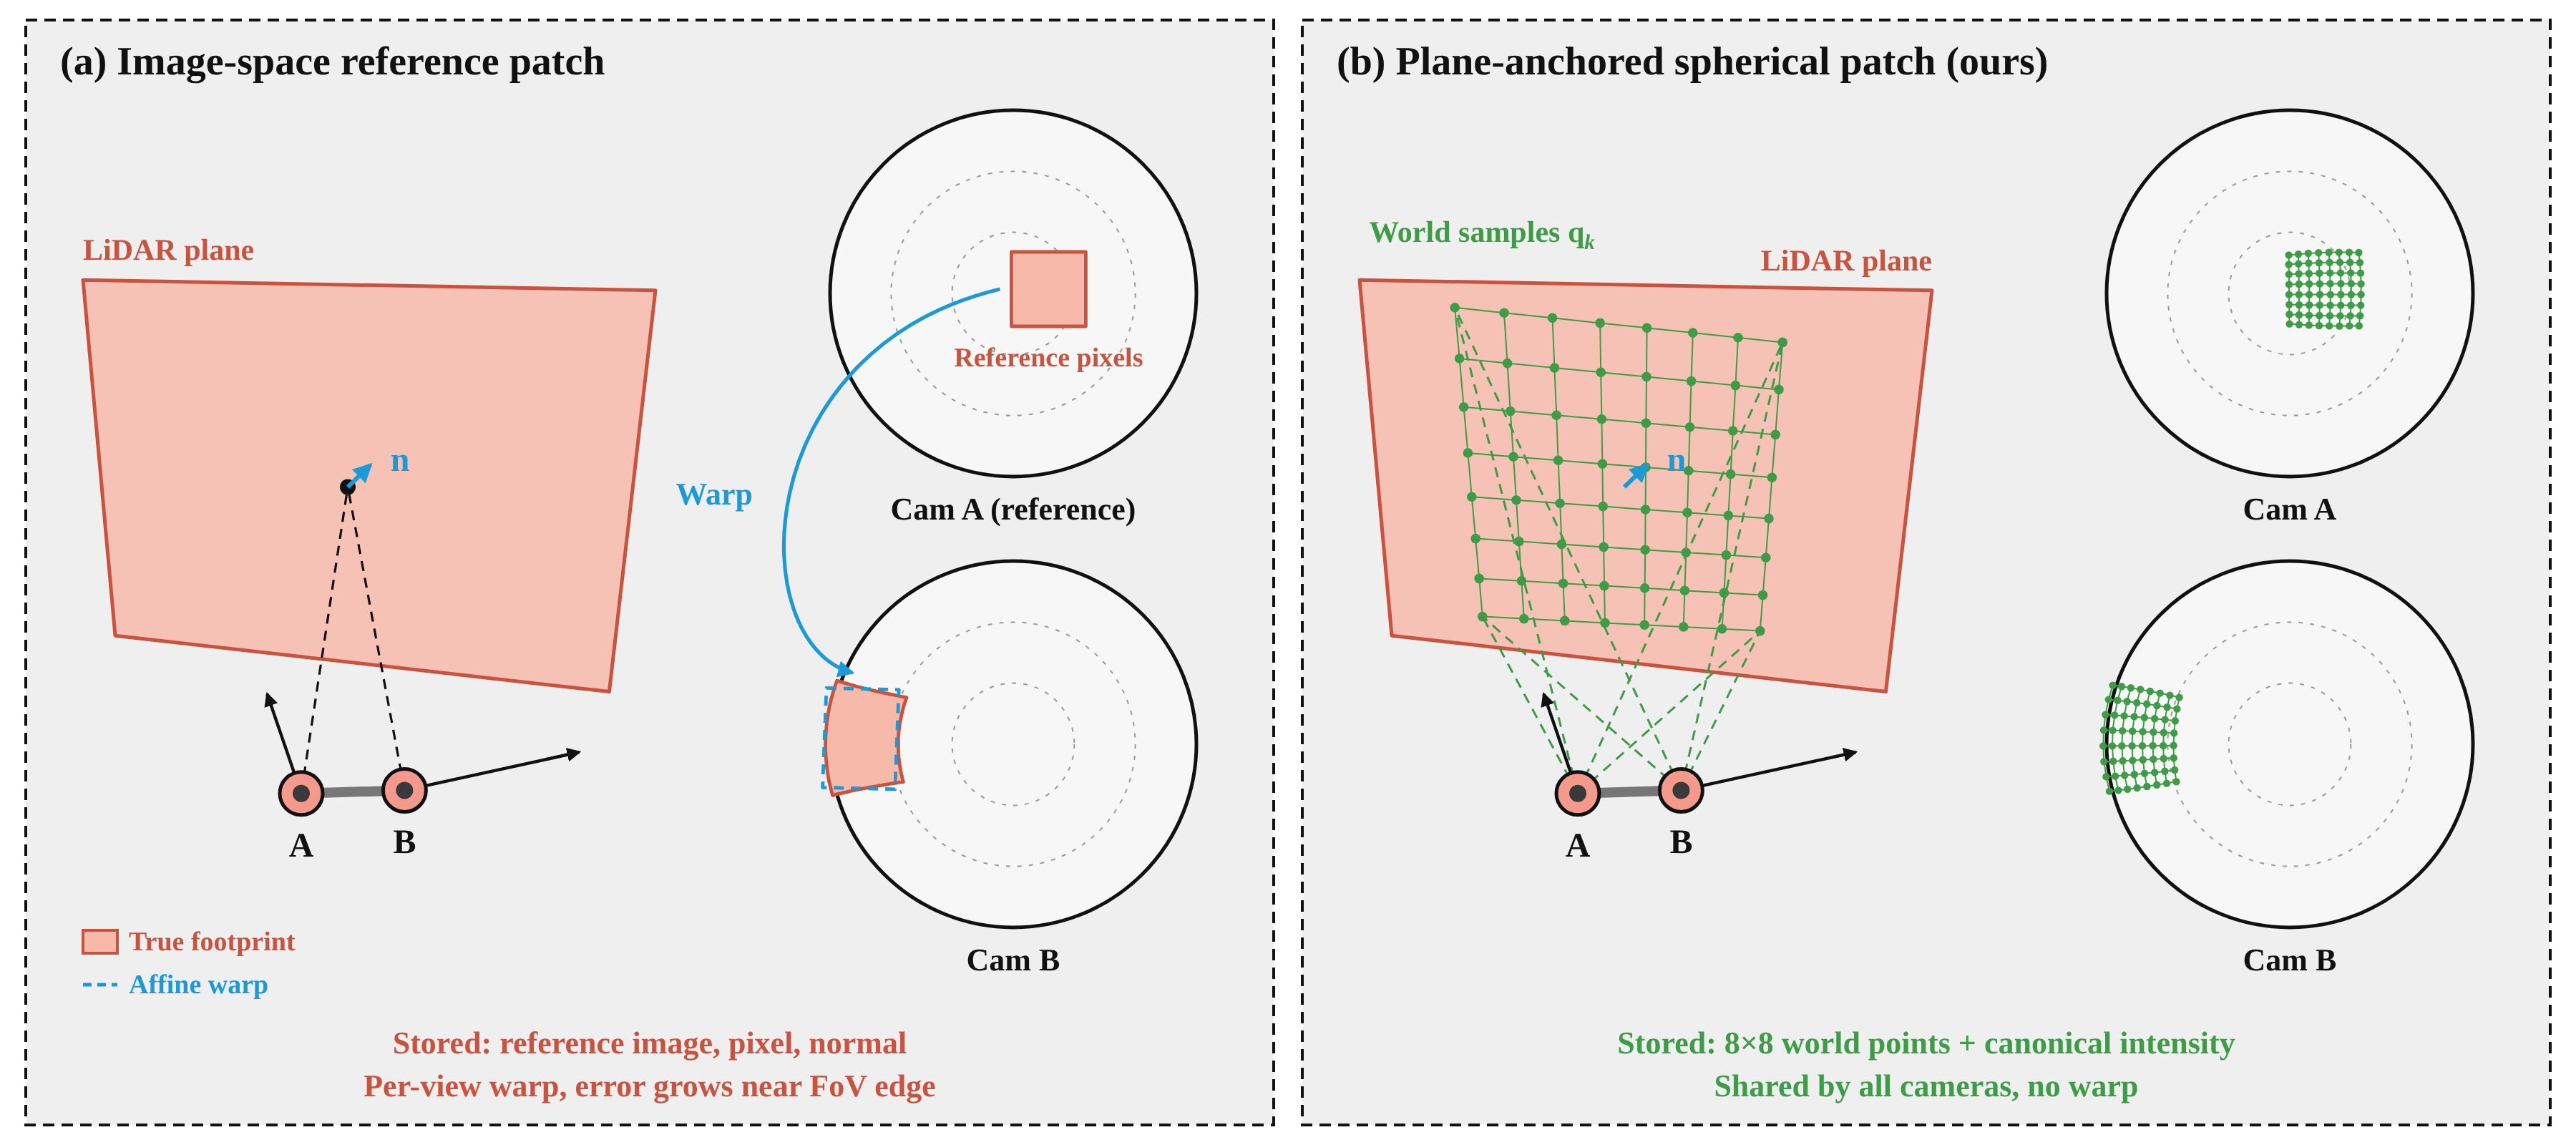 (a) Image-space reference patch
LiDAR plane
n
A
B
Warp
Reference pixels
Cam A (reference)
Cam B
True footprint
Affine warp
Stored: reference image, pixel, normal
Per-view warp, error grows near FoV edge
(b) Plane-anchored spherical patch (ours)
World samples qk
LiDAR plane
n
A
B
Cam A
Cam B
Stored: 8×8 world points + canonical intensity
Shared by all cameras, no warp